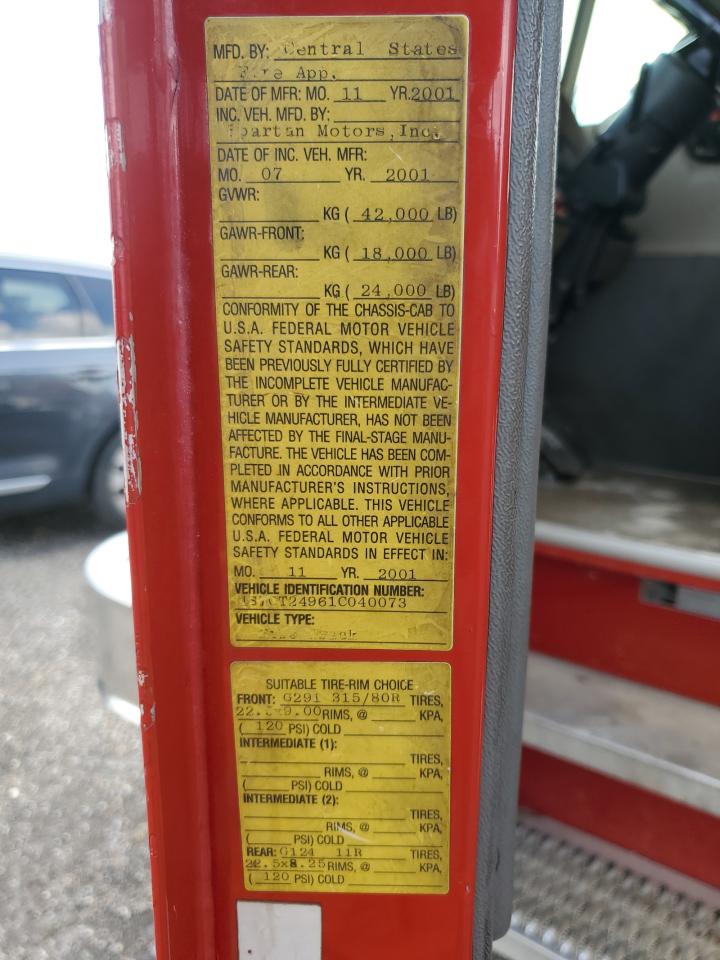 MFD. BY: Central States
Fire App.
DATE OF MFR: MO. 11 YR. 2001
INC. VEH. MFD. BY:
Spartan Motors, Inc.
DATE OF INC. VEH. MFR:
MO. 07 YR. 2001
GVWR:
KG ( 42,000 LB)
GAWR-FRONT:
KG ( 18,000 LB)
GAWR-REAR:
KG ( 24,000 LB)
CONFORMITY OF THE CHASSIS-CAB TO
U.S.A. FEDERAL MOTOR VEHICLE
SAFETY STANDARDS, WHICH HAVE
BEEN PREVIOUSLY FULLY CERTIFIED BY
THE INCOMPLETE VEHICLE MANUFAC-
TURER OR BY THE INTERMEDIATE VE-
HICLE MANUFACTURER, HAS NOT BEEN
AFFECTED BY THE FINAL-STAGE MANU-
FACTURE. THE VEHICLE HAS BEEN COM-
PLETED IN ACCORDANCE WITH PRIOR
MANUFACTURER'S INSTRUCTIONS,
WHERE APPLICABLE. THIS VEHICLE
CONFORMS TO ALL OTHER APPLICABLE
U.S.A. FEDERAL MOTOR VEHICLE
SAFETY STANDARDS IN EFFECT IN:
MO. 11 YR. 2001
VEHICLE IDENTIFICATION NUMBER:
VEHICLE TYPE:
Fire Truck
SUITABLE TIRE-RIM CHOICE
FRONT: G291 315/80R TIRES,
22.5x9.00 RIMS, @ KPA,
( 120 PSI) COLD
INTERMEDIATE (1):
TIRES,
RIMS, @ KPA,
( PSI) COLD
INTERMEDIATE (2):
TIRES,
RIMS, @ KPA,
( PSI) COLD
REAR: G124 11R TIRES,
22.5x8.25 RIMS, @ KPA,
( 120 PSI) COLD